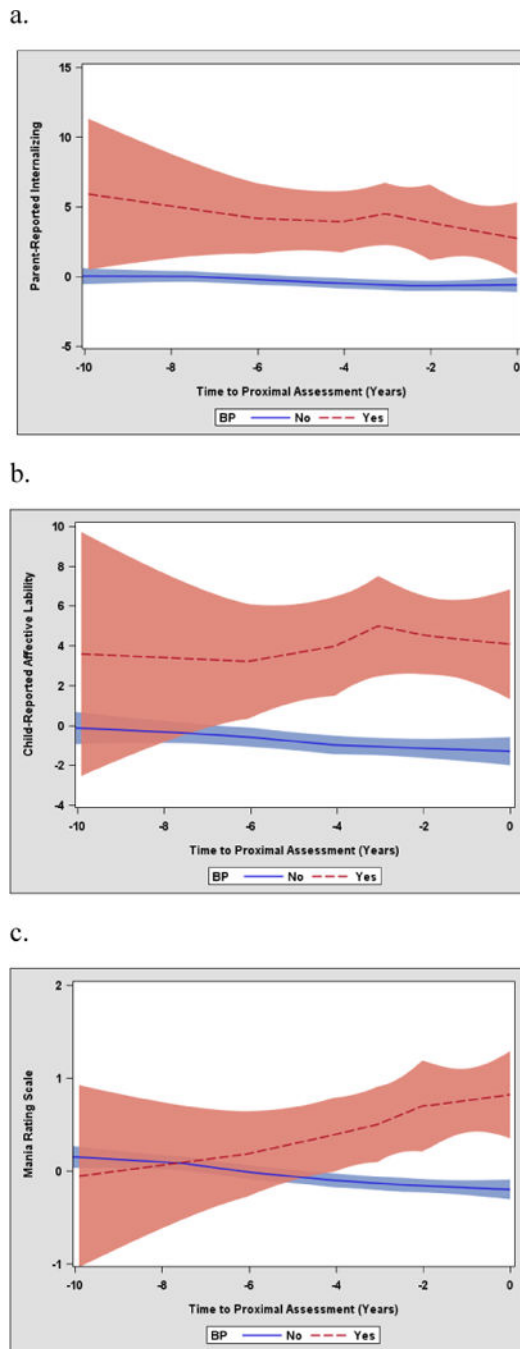 a.
15
10
5
0
-5
Parent-Reported Internalizing
-10 -8 -6 -4 -2 0
Time to Proximal Assessment (Years)
BP No Yes
b.
10
8
6
4
2
0
-2
-4
Child-Reported Affective Lability
-10 -8 -6 -4 -2 0
Time to Proximal Assessment (Years)
BP No Yes
c.
2
1
0
-1
Mania Rating Scale
-10 -8 -6 -4 -2 0
Time to Proximal Assessment (Years)
BP No Yes